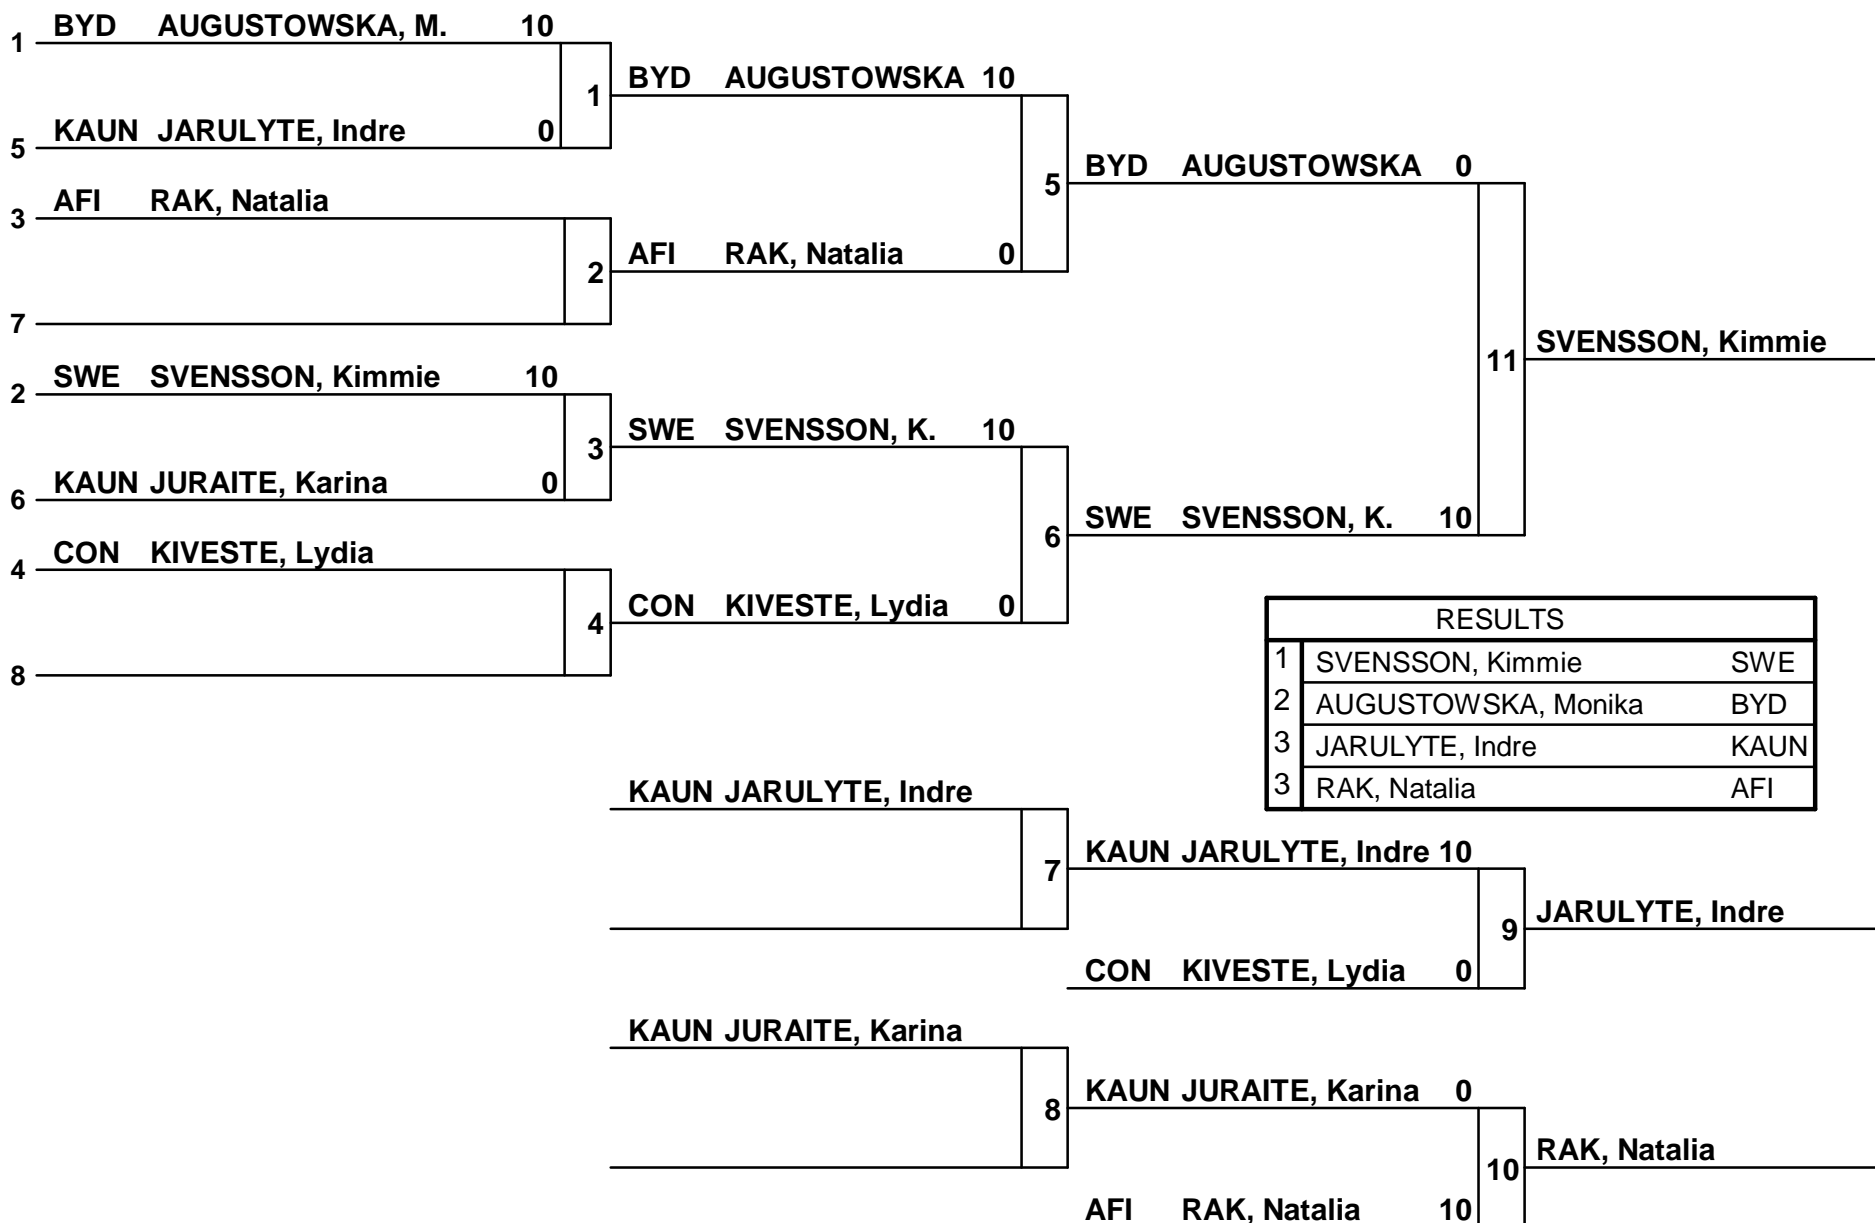 1 BYD AUGUSTOWSKA, M. 10
1
5 KAUN JARULYTE, Indre 0
3 AFI RAK, Natalia
2
7
2 SWE SVENSSON, Kimmie 10
3
6 KAUN JURAITE, Karina 0
4 CON KIVESTE, Lydia
4
8
BYD AUGUSTOWSKA 10
5
AFI RAK, Natalia 0
SWE SVENSSON, K. 10
6
CON KIVESTE, Lydia 0
BYD AUGUSTOWSKA 0
11
SWE SVENSSON, K. 10
SVENSSON, Kimmie
RESULTS
1 SVENSSON, Kimmie SWE
2 AUGUSTOWSKA, Monika BYD
3 JARULYTE, Indre KAUN
3 RAK, Natalia AFI
KAUN JARULYTE, Indre
7
KAUN JARULYTE, Indre 10
9
CON KIVESTE, Lydia 0
JARULYTE, Indre
KAUN JURAITE, Karina
8
KAUN JURAITE, Karina 0
10
AFI RAK, Natalia 10
RAK, Natalia